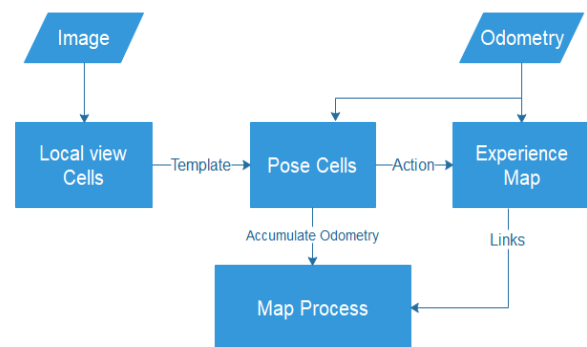 Image
Odometry
Local view
Cells
Template
Pose Cells
Action
Experience
Map
Accumulate Odometry
Links
Map Process